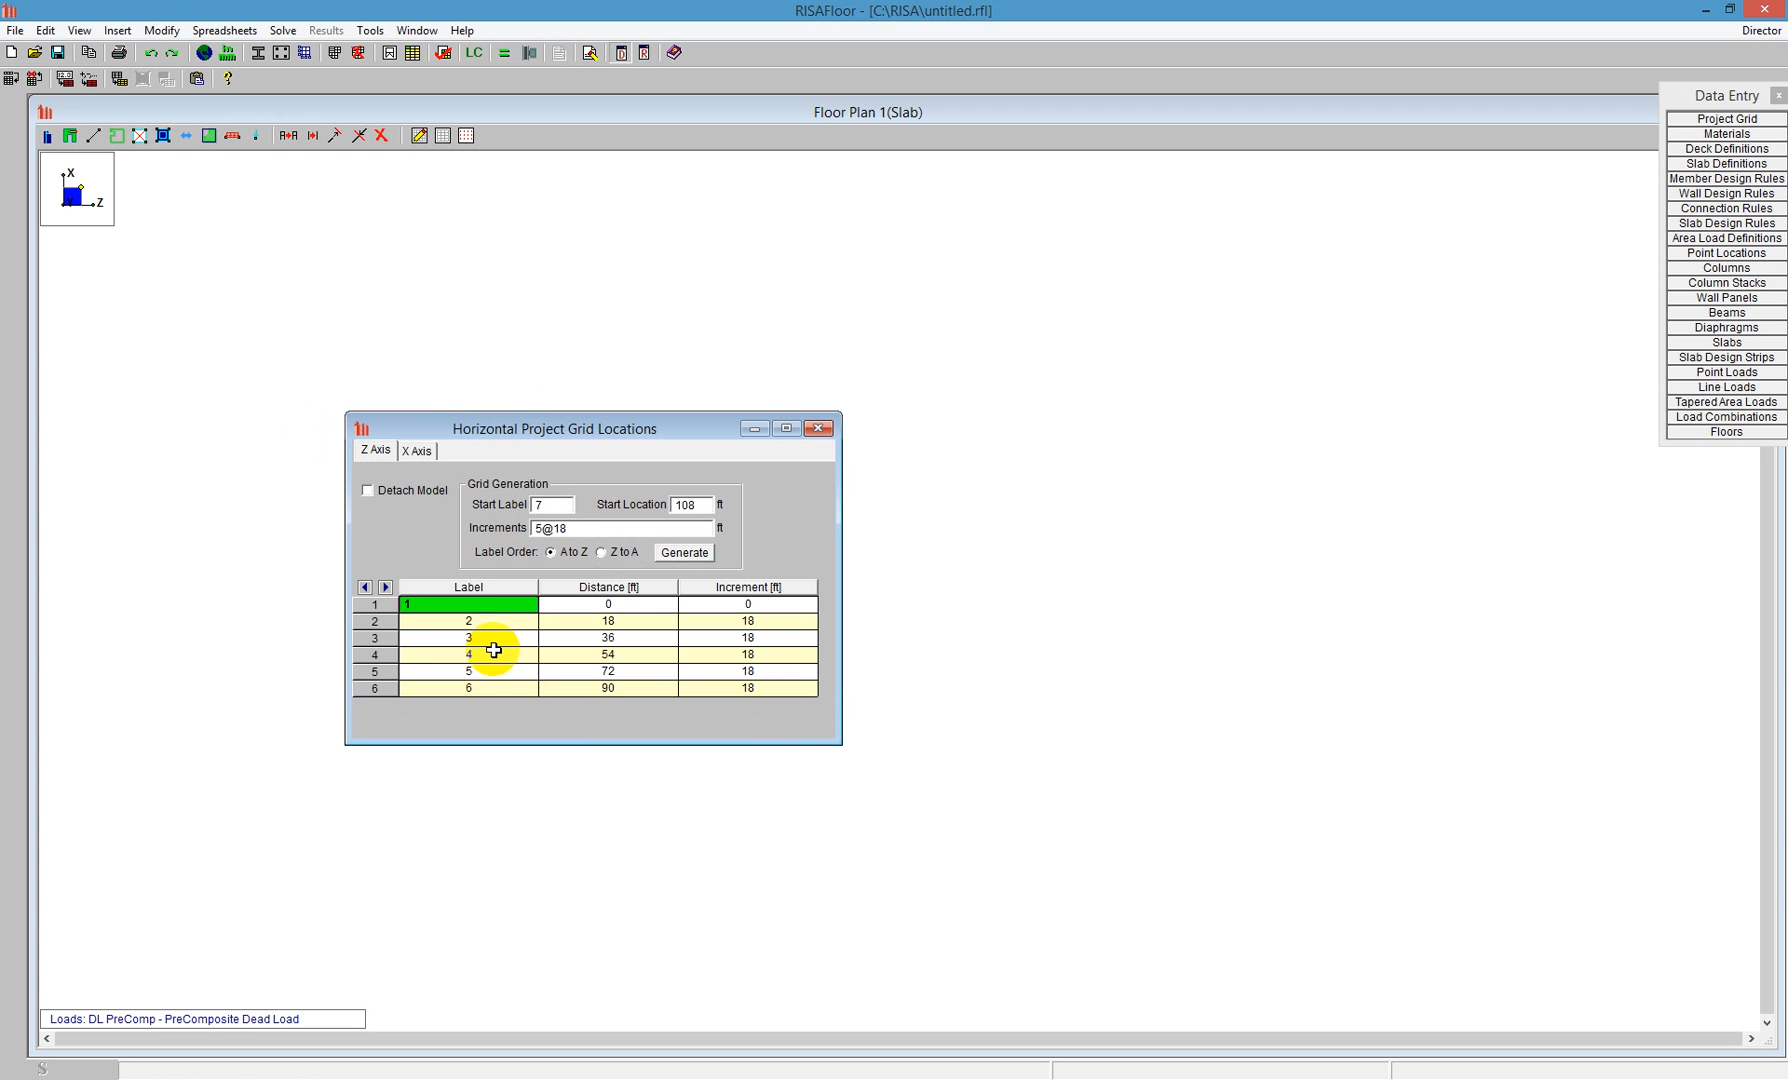 RISAFloor - [C:\RISA\untitled.rfl]
File Edit View Insert Modify Spreadsheets Solve Results Tools Window Help
Director
LC
D R
Floor Plan 1(Slab)
X
Y
Z
Data Entry
Project Grid
Materials
Deck Definitions
Slab Definitions
Member Design Rules
Wall Design Rules
Connection Rules
Slab Design Rules
Area Load Definitions
Point Locations
Columns
Column Stacks
Wall Panels
Beams
Diaphragms
Slabs
Slab Design Strips
Point Loads
Line Loads
Tapered Area Loads
Load Combinations
Floors
Horizontal Project Grid Locations
Z Axis X Axis
Detach Model
Grid Generation
Start Label 7 Start Location 108 ft
Increments 5@18 ft
Label Order: A to Z Z to A Generate
Label Distance [ft] Increment [ft]
1 1 0 0
2 2 18 18
3 3 36 18
4 4 54 18
5 5 72 18
6 6 90 18
Loads: DL PreComp - PreComposite Dead Load
S